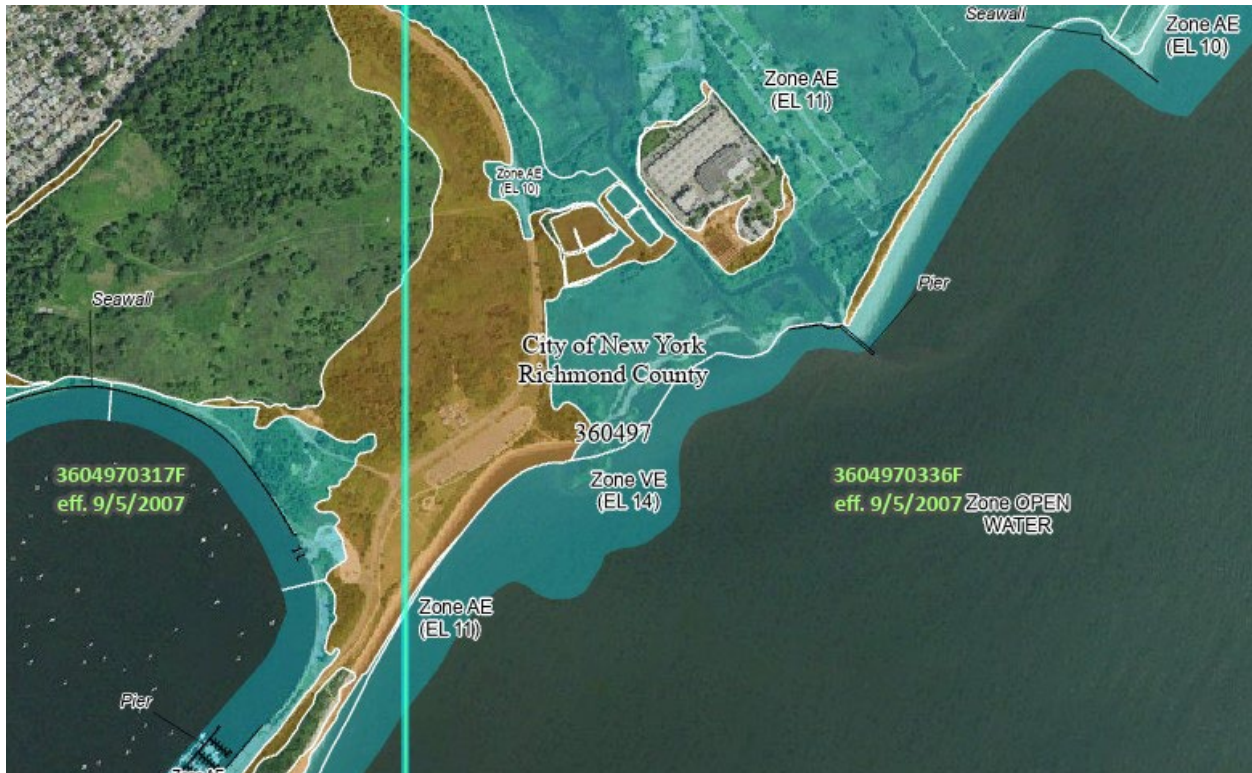 Seawall
Zone AE
(EL 10)
Zone AE
(EL 11)
Zone AE
(EL 10)
Pier
Seawall
City of New York
Richmond County
360497
3604970317F
eff. 9/5/2007
Zone VE
(EL 14)
3604970336F
eff. 9/5/2007
Zone OPEN
WATER
Zone AE
(EL 11)
Pier
Zone AE